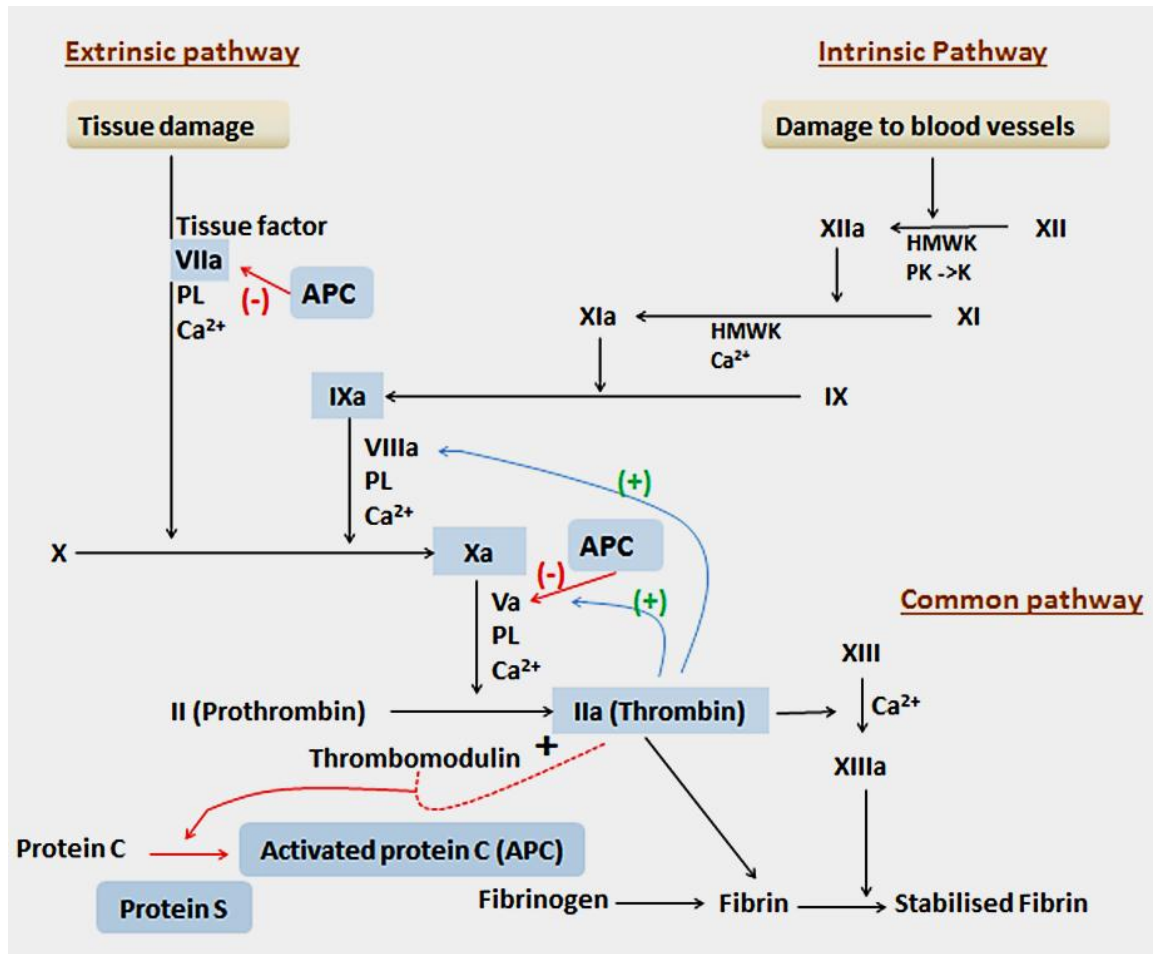 Extrinsic pathway
Intrinsic Pathway
Tissue damage
Damage to blood vessels
Tissue factor
VIIa
PL
Ca²⁺
(-)
APC
XIIa
HMWK
PK ->K
XII
XIa
HMWK
Ca²⁺
XI
IXa
IX
VIIIa
PL
Ca²⁺
(+)
X
Xa
APC
(-)
Va
PL
Ca²⁺
(+)
Common pathway
XIII
Ca²⁺
XIIIa
II (Prothrombin)
IIa (Thrombin)
Thrombomodulin
+
Protein C
Activated protein C (APC)
Protein S
Fibrinogen
Fibrin
Stabilised Fibrin